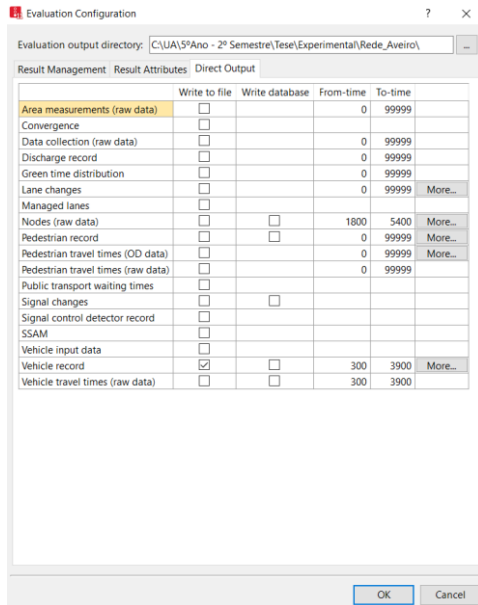 Evaluation Configuration ? ×
Evaluation output directory: C:\UA\5ºAno - 2º Semestre\Tese\Experimental\Rede_Aveiro\ ...
Result Management Result Attributes Direct Output
Write to file Write database From-time To-time
Area measurements (raw data) 0 99999
Convergence
Data collection (raw data) 0 99999
Discharge record 0 99999
Green time distribution 0 99999
Lane changes 0 99999 More...
Managed lanes
Nodes (raw data) 1800 5400 More...
Pedestrian record 0 99999 More...
Pedestrian travel times (OD data) 0 99999 More...
Pedestrian travel times (raw data) 0 99999
Public transport waiting times
Signal changes
Signal control detector record
SSAM
Vehicle input data
Vehicle record 300 3900 More...
Vehicle travel times (raw data) 300 3900
OK Cancel